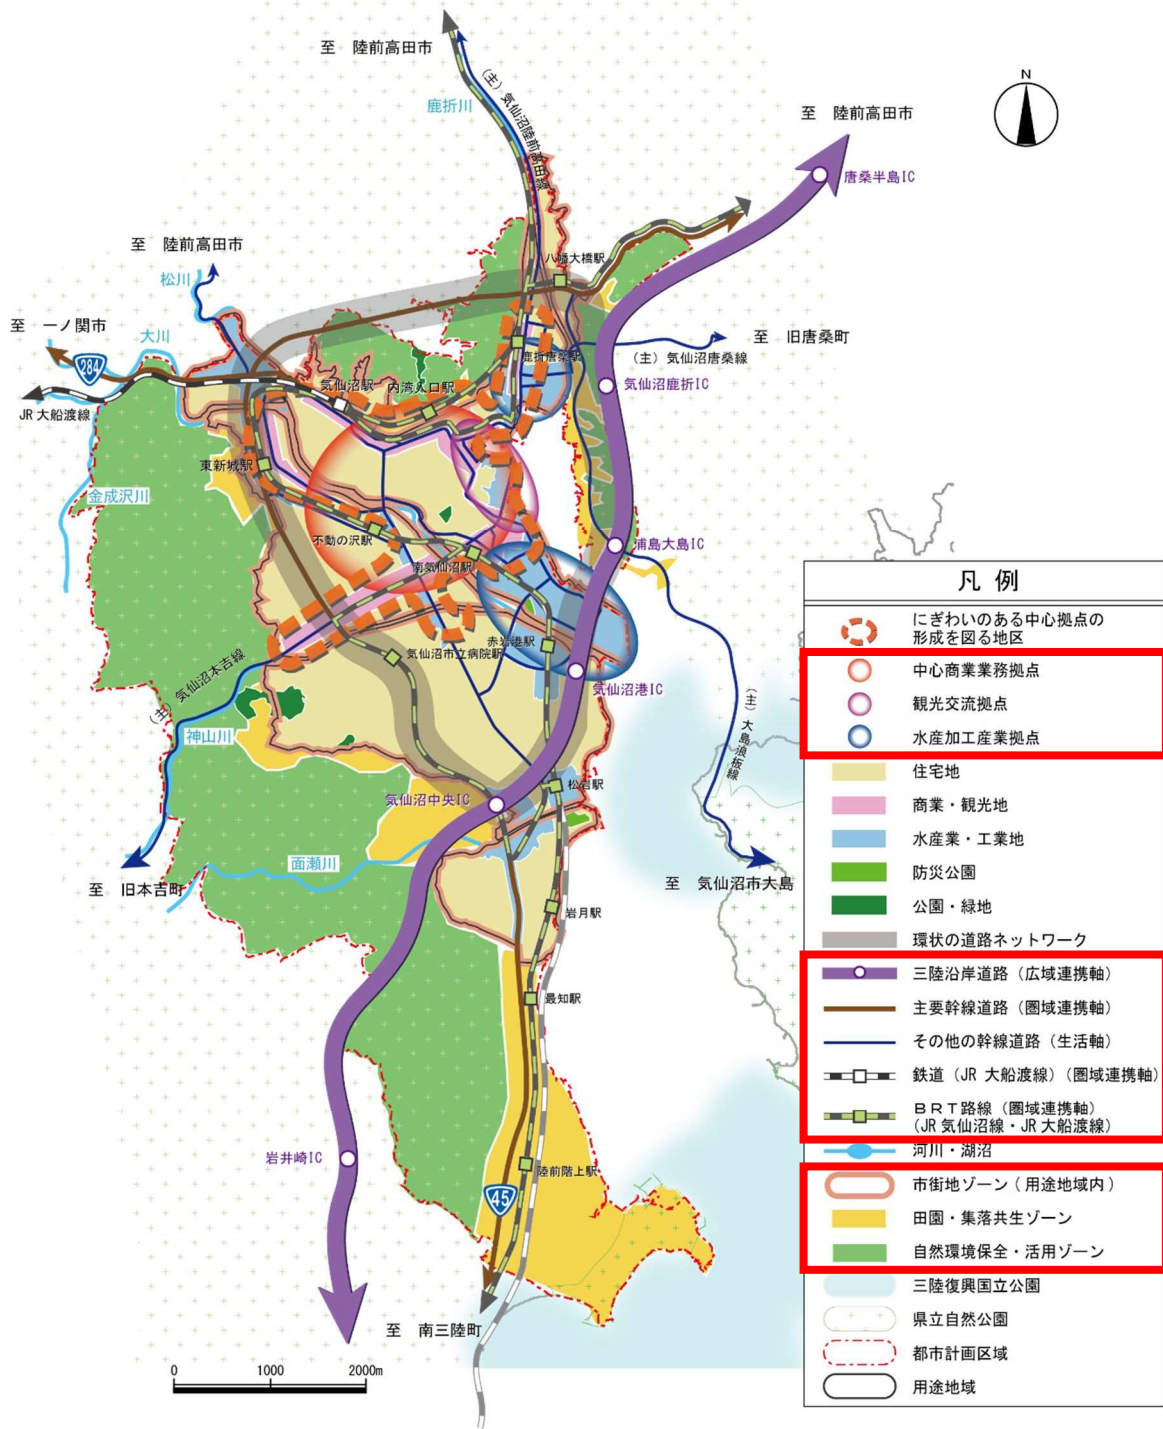 至 陸前高田市
鹿折川
(主)気仙沼陸前高田線
N
至 陸前高田市
唐桑半島IC
至 陸前高田市
松川
八幡大橋駅
至 一ノ関市
大川
284
JR大船渡線
鹿折唐桑駅
至 旧唐桑町
(主)気仙沼唐桑線
気仙沼駅
内湾入口駅
気仙沼鹿折IC
東新城駅
金成沢川
不動の沢駅
南気仙沼駅
浦島大島IC
赤岩港駅
気仙沼市立病院駅
気仙沼港IC
(主)気仙沼本吉線
神山川
(主)大島浪板線
気仙沼中央IC
松岩駅
面瀬川
至 旧本吉町
至 気仙沼市大島
岩月駅
最知駅
岩井崎IC
陸前階上駅
45
至 南三陸町
0 1000 2000m
凡 例
にぎわいのある中心拠点の
形成を図る地区
中心商業業務拠点
観光交流拠点
水産加工産業拠点
住宅地
商業・観光地
水産業・工業地
防災公園
公園・緑地
環状の道路ネットワーク
三陸沿岸道路(広域連携軸)
主要幹線道路(圏域連携軸)
その他の幹線道路(生活軸)
鉄道(JR 大船渡線)(圏域連携軸)
BRT路線(圏域連携軸)
(JR気仙沼線・JR大船渡線)
河川・湖沼
市街地ゾーン(用途地域内)
田園・集落共生ゾーン
自然環境保全・活用ゾーン
三陸復興国立公園
県立自然公園
都市計画区域
用途地域